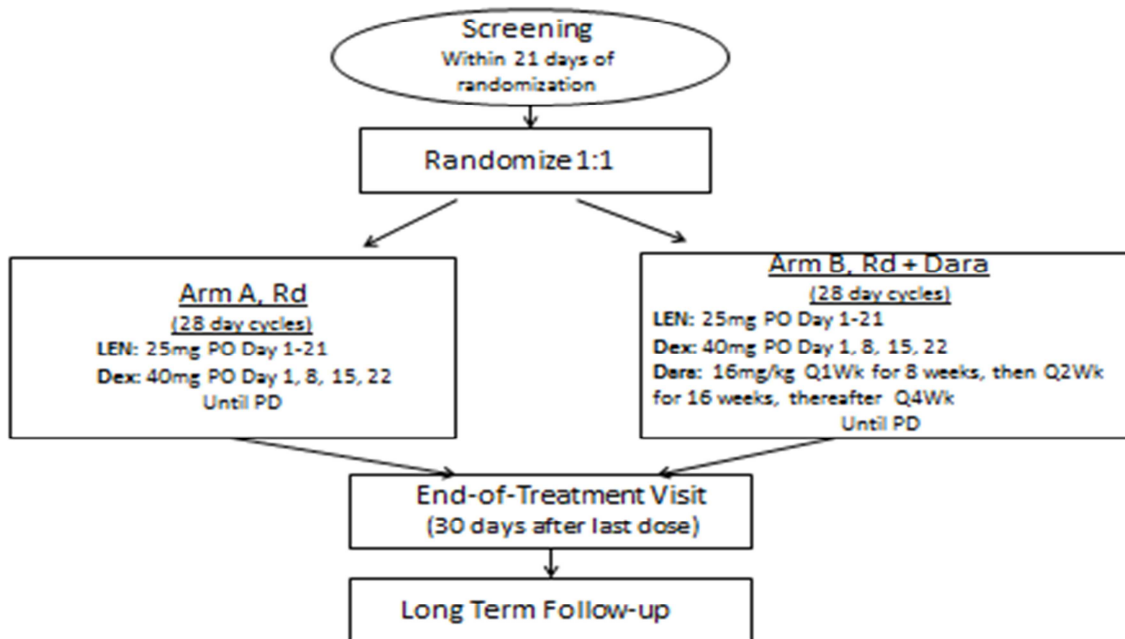 Screening
Within 21 days of
randomization
Randomize 1:1
Arm A, Rd
(28 day cycles)
LEN: 25mg PO Day 1-21
Dex: 40mg PO Day 1, 8, 15, 22
Until PD
Arm B, Rd + Dara
(28 day cycles)
LEN: 25mg PO Day 1-21
Dex: 40mg PO Day 1, 8, 15, 22
Dara: 16mg/kg Q1Wk for 8 weeks, then Q2Wk
for 16 weeks, thereafter Q4Wk
Until PD
End-of-Treatment Visit
(30 days after last dose)
Long Term Follow-up